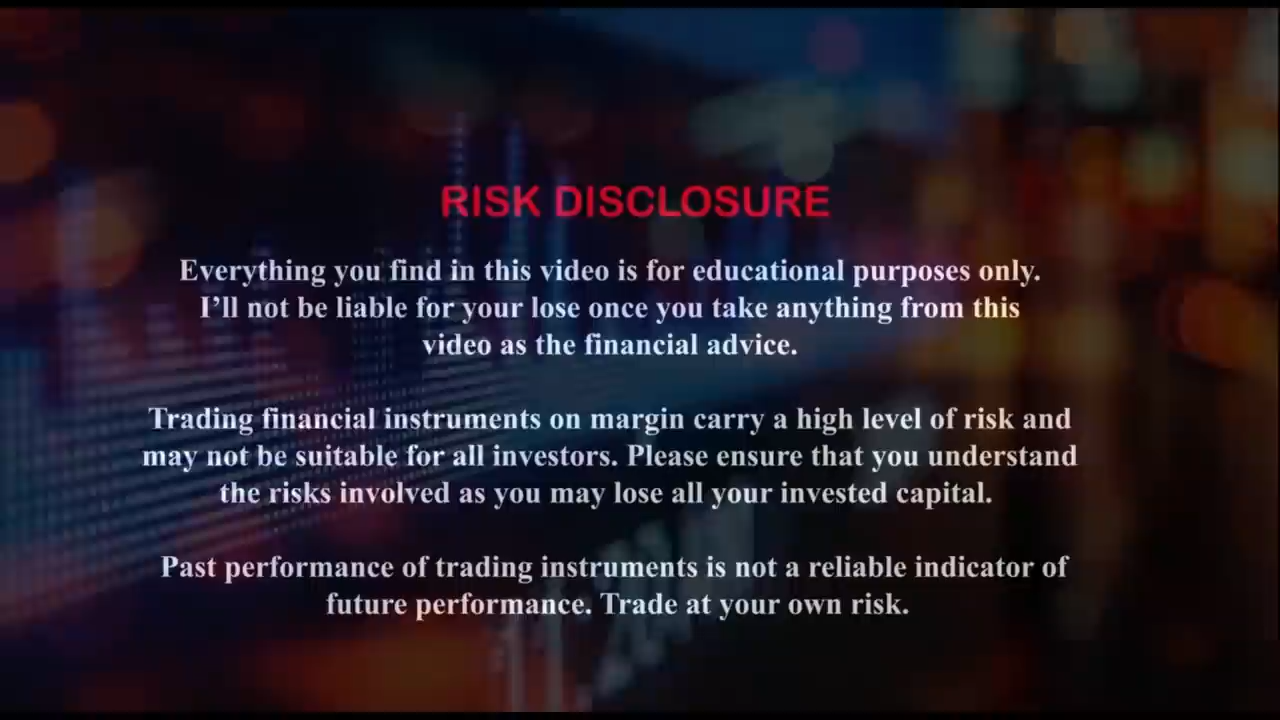 RISK DISCLOSURE
Everything you find in this video is for educational purposes only.
I’ll not be liable for your lose once you take anything from this
video as the financial advice.
Trading financial instruments on margin carry a high level of risk and
may not be suitable for all investors. Please ensure that you understand
the risks involved as you may lose all your invested capital.
Past performance of trading instruments is not a reliable indicator of
future performance. Trade at your own risk.